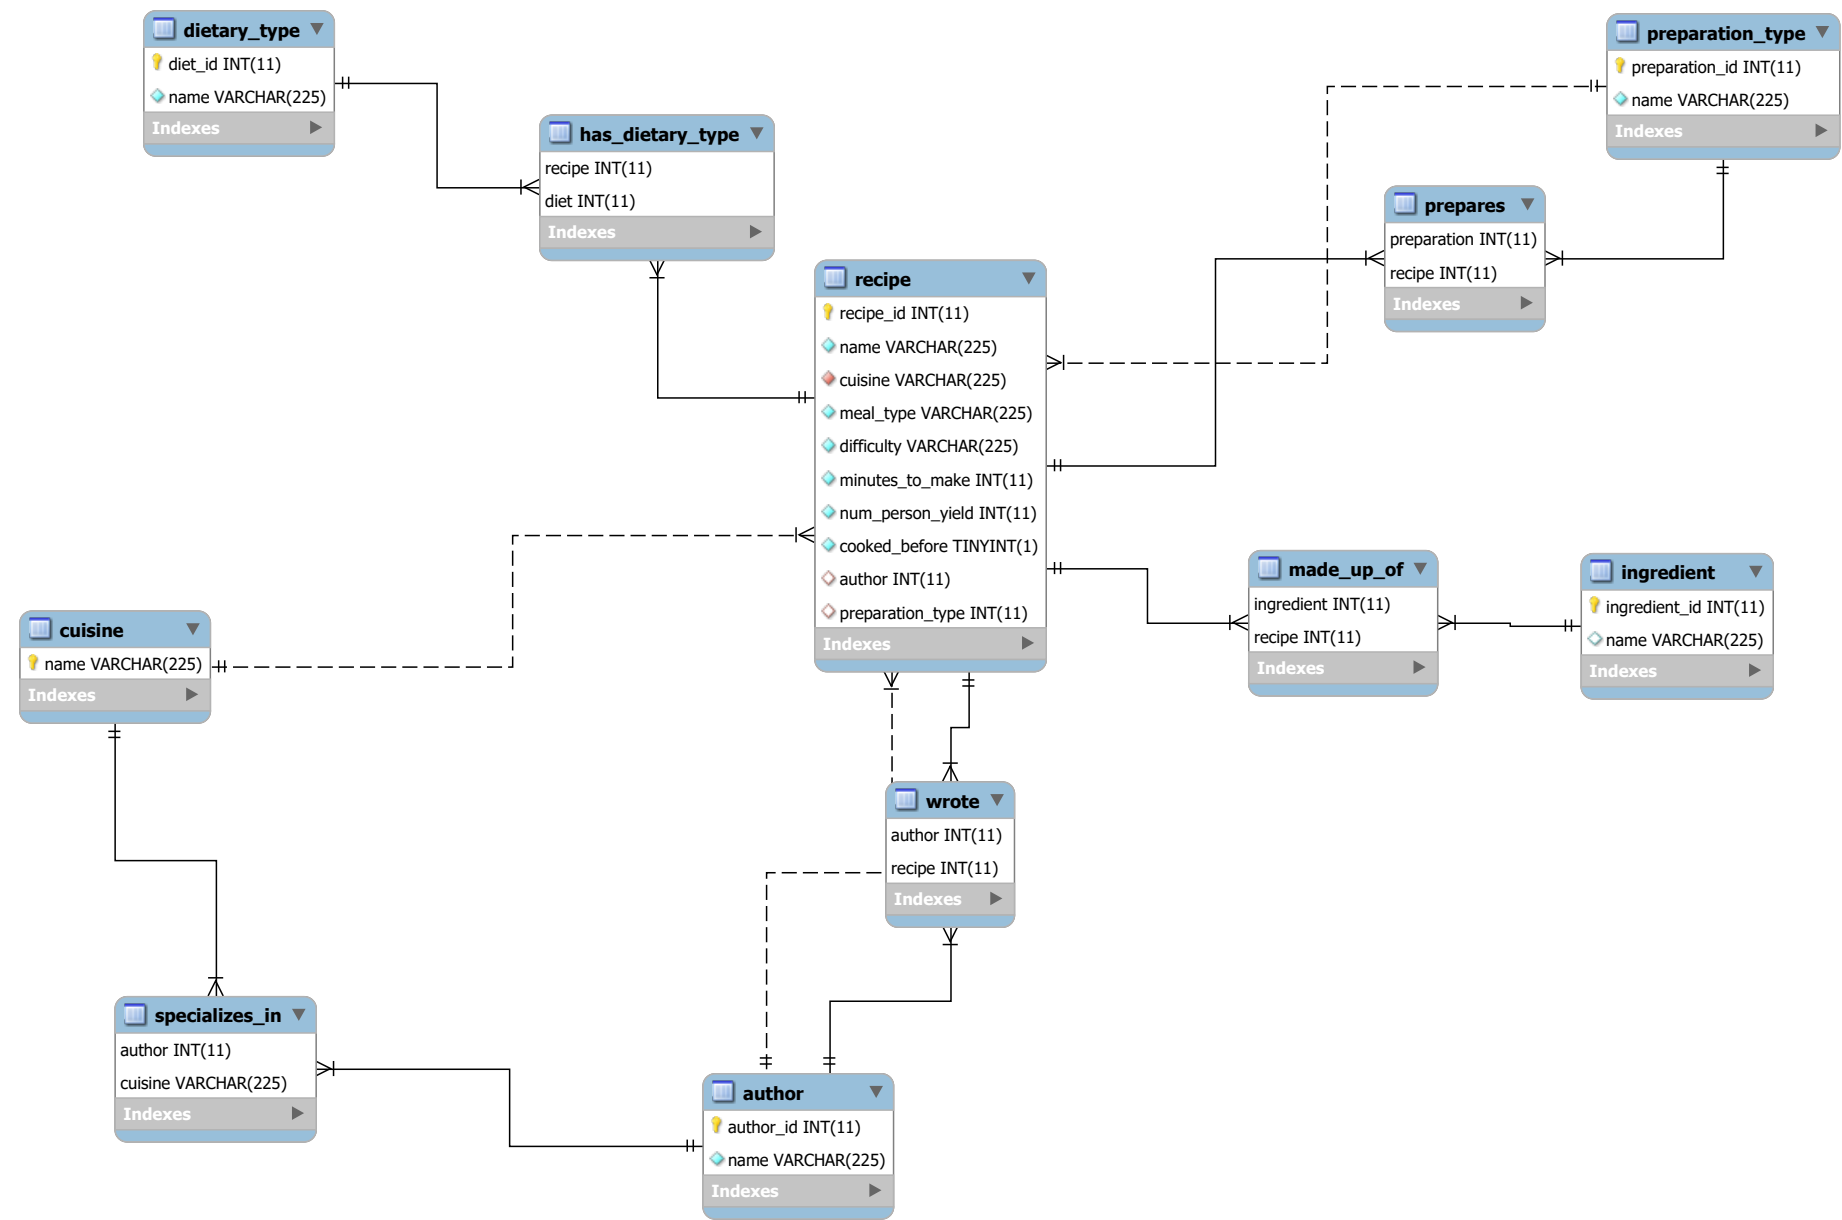 dietary_type
diet_id INT(11)
name VARCHAR(225)
Indexes
preparation_type
preparation_id INT(11)
name VARCHAR(225)
Indexes
has_dietary_type
recipe INT(11)
diet INT(11)
Indexes
prepares
preparation INT(11)
recipe INT(11)
Indexes
recipe
recipe_id INT(11)
name VARCHAR(225)
cuisine VARCHAR(225)
meal_type VARCHAR(225)
difficulty VARCHAR(225)
minutes_to_make INT(11)
num_person_yield INT(11)
cooked_before TINYINT(1)
author INT(11)
preparation_type INT(11)
Indexes
made_up_of
ingredient INT(11)
recipe INT(11)
Indexes
ingredient
ingredient_id INT(11)
name VARCHAR(225)
Indexes
cuisine
name VARCHAR(225)
Indexes
wrote
author INT(11)
recipe INT(11)
Indexes
specializes_in
author INT(11)
cuisine VARCHAR(225)
Indexes
author
author_id INT(11)
name VARCHAR(225)
Indexes